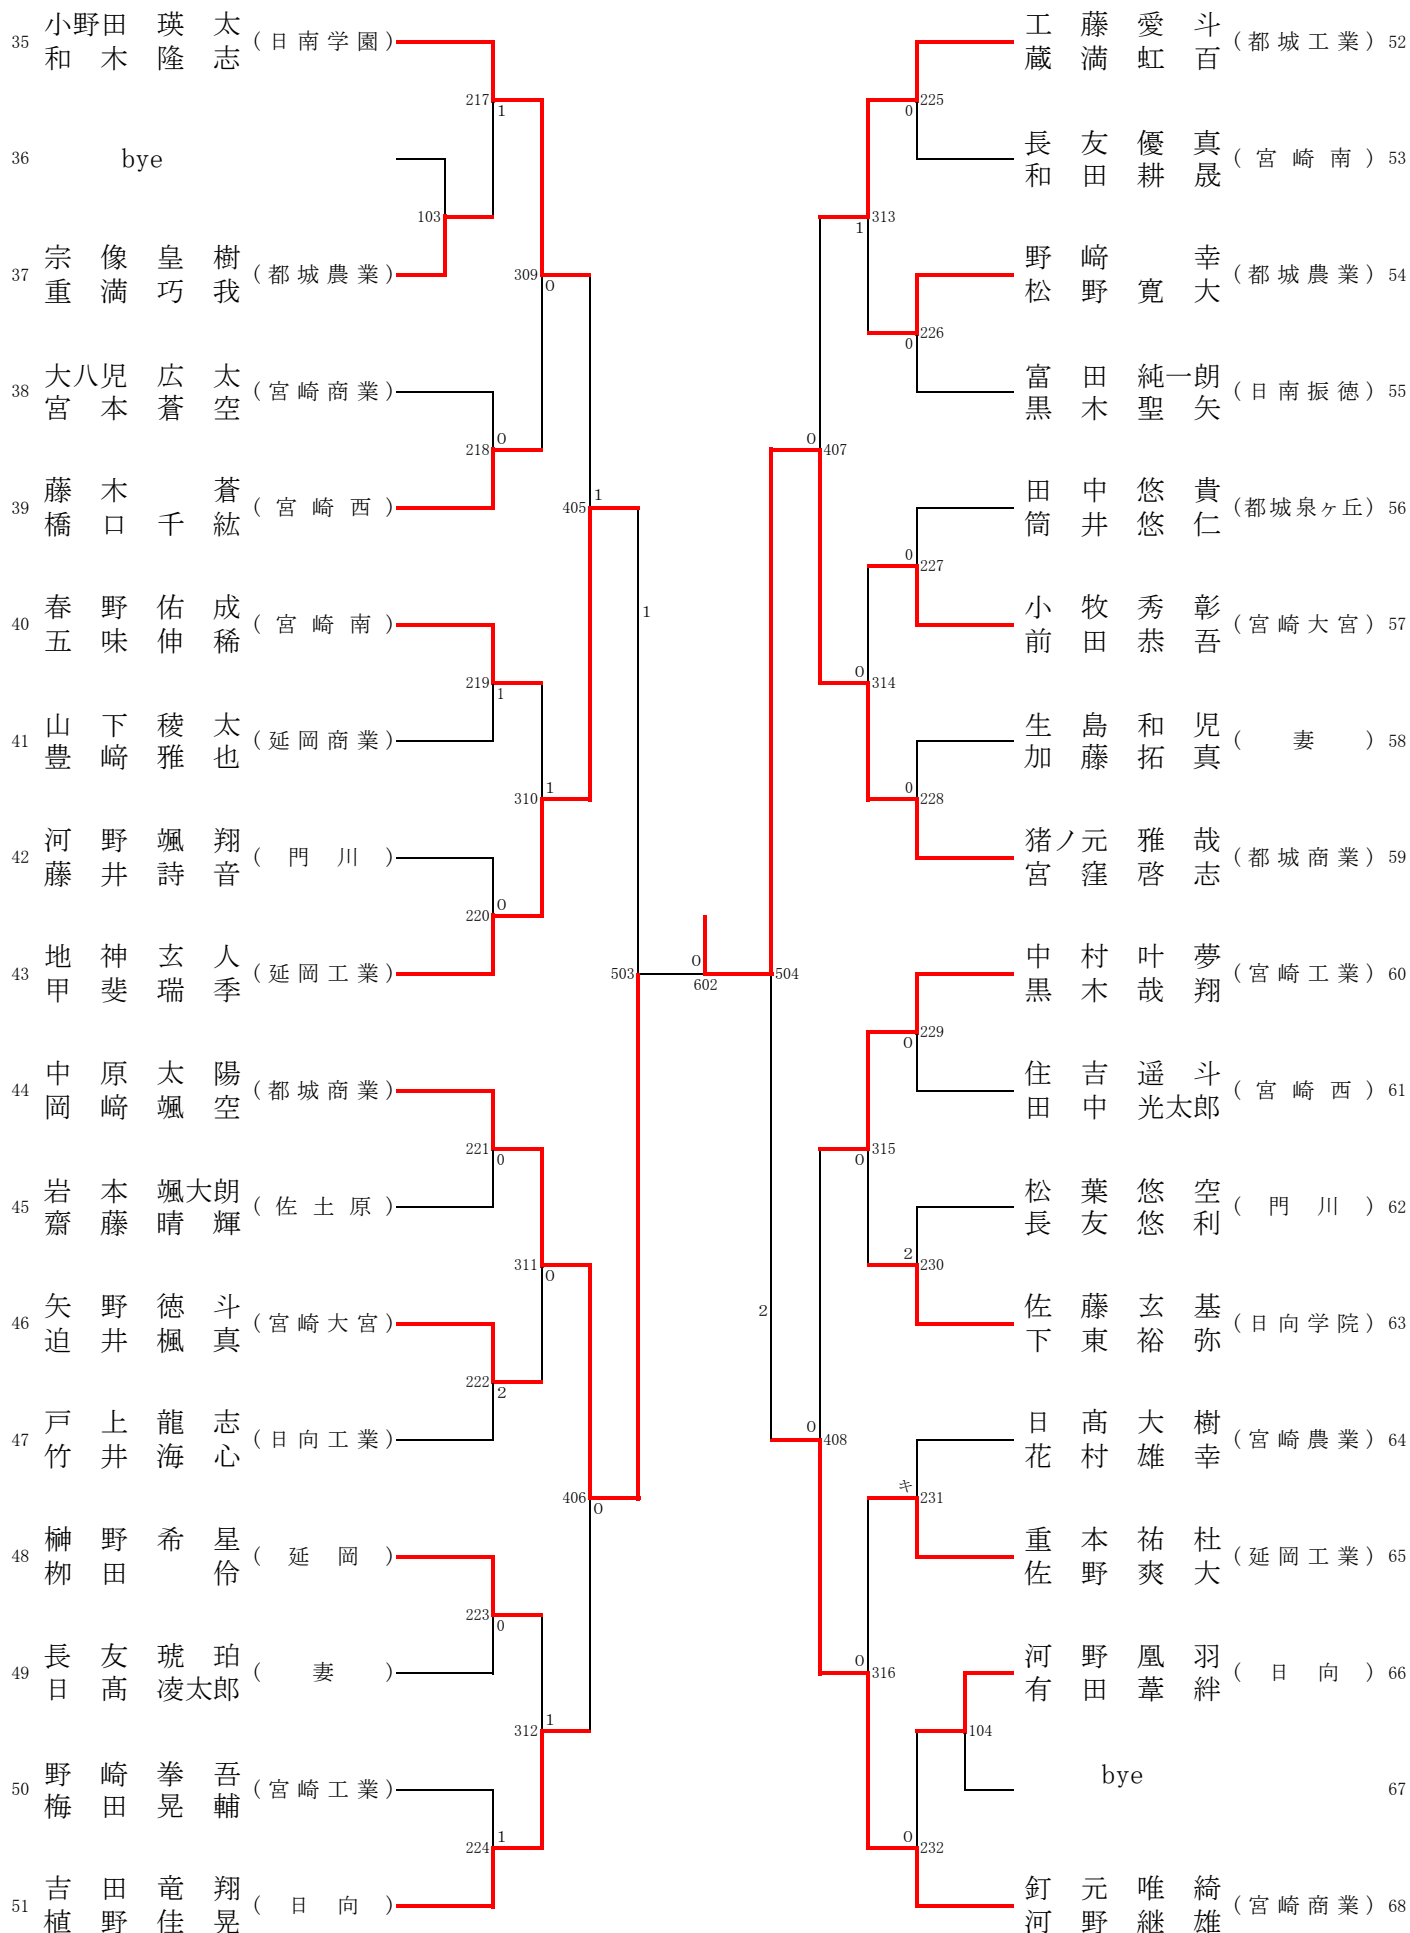 35 小野田 瑛 太 (日南学園)
和 木 隆 志
36 bye
37 宗 像 皇 樹 (都城農業)
重 満 巧 我
38 大八児 広 太 (宮崎商業)
宮 本 蒼 空
39 藤 木 蒼 (宮崎西)
橋 口 千 紘
40 春 野 佑 成 (宮崎南)
五 味 伸 稀
41 山 下 稜 太 (延岡商業)
豊 﨑 雅 也
42 河 野 颯 翔 (門川)
藤 井 詩 音
43 地 神 玄 人 (延岡工業)
甲 斐 瑞 季
44 中 原 太 陽 (都城商業)
岡 﨑 颯 空
45 岩 本 颯大朗 (佐土原)
齋 藤 晴 輝
46 矢 野 徳 斗 (宮崎大宮)
迫 井 楓 真
47 戸 上 龍 志 (日向工業)
竹 井 海 心
48 榊 野 希 星 (延岡)
栁 田 伶
49 長 友 琥 珀 (妻)
日 髙 凌太郎
50 野 崎 拳 吾 (宮崎工業)
梅 田 晃 輔
51 吉 田 竜 翔 (日向)
植 野 佳 晃
217
1
103
309
0
218
0
405
1
219
1
310
1
220
0
503
1
221
0
311
0
222
2
406
0
223
0
312
1
224
1
0
602
504
2
225
0
313
1
226
0
407
0
227
0
314
0
228
0
229
0
315
0
230
2
408
0
231
キ
316
0
104
232
0
工 藤 愛 斗 (都城工業) 52
蔵 満 虹 百
長 友 優 真 (宮崎南) 53
和 田 耕 晟
野 﨑 幸 (都城農業) 54
松 野 寛 大
富 田 純一朗 (日南振徳) 55
黒 木 聖 矢
田 中 悠 貴 (都城泉ヶ丘) 56
筒 井 悠 仁
小 牧 秀 彰 (宮崎大宮) 57
前 田 恭 吾
生 島 和 児 (妻) 58
加 藤 拓 真
猪ノ元 雅 哉 (都城商業) 59
宮 窪 啓 志
中 村 叶 夢 (宮崎工業) 60
黒 木 哉 翔
住 吉 遥 斗 (宮崎西) 61
田 中 光太郎
松 葉 悠 空 (門川) 62
長 友 悠 利
佐 藤 玄 基 (日向学院) 63
下 東 裕 弥
日 髙 大 樹 (宮崎農業) 64
花 村 雄 幸
重 本 祐 杜 (延岡工業) 65
佐 野 爽 大
河 野 凰 羽 (日向) 66
有 田 葦 絆
bye 67
釘 元 唯 綺 (宮崎商業) 68
河 野 継 雄